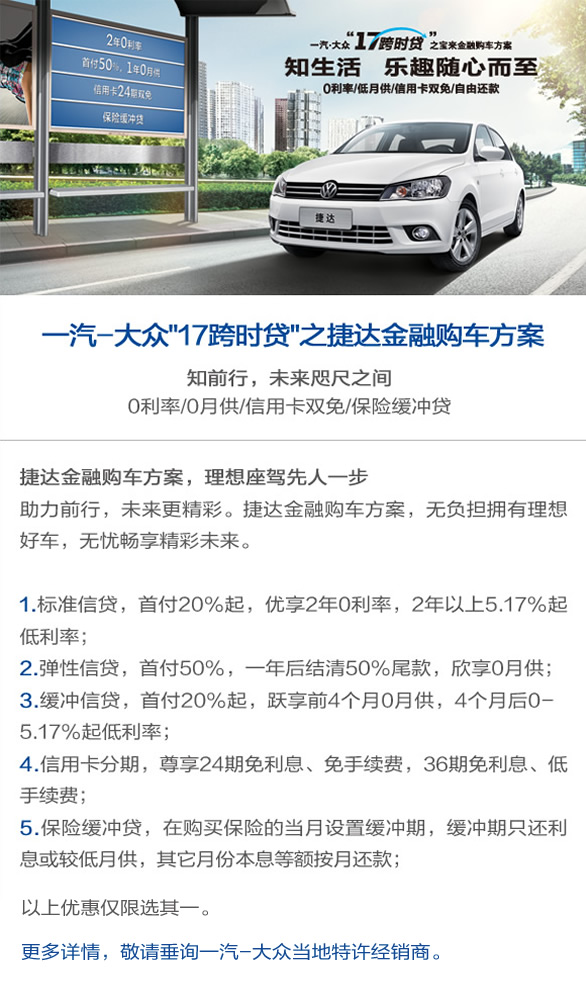 2年0利率
首付50%，1年0月供
信用卡24期双免
保险缓冲贷
一汽·大众“17跨时贷”之宝来金融购车方案
知生活 乐趣随心而至
0利率/低月供/信用卡双免/自由还款
捷达
一汽-大众"17跨时贷"之捷达金融购车方案
知前行，未来咫尺之间
0利率/0月供/信用卡双免/保险缓冲贷
捷达金融购车方案，理想座驾先人一步
助力前行，未来更精彩。捷达金融购车方案，无负担拥有理想
好车，无忧畅享精彩未来。
1.标准信贷，首付20%起，优享2年0利率，2年以上5.17%起
低利率；
2.弹性信贷，首付50%，一年后结清50%尾款，欣享0月供；
3.缓冲信贷，首付20%起，跃享前4个月0月供，4个月后0-
5.17%起低利率；
4.信用卡分期，尊享24期免利息、免手续费，36期免利息、低
手续费；
5.保险缓冲贷，在购买保险的当月设置缓冲期，缓冲期只还利
息或较低月供，其它月份本息等额按月还款；
以上优惠仅限选其一。
更多详情，敬请垂询一汽-大众当地特许经销商。